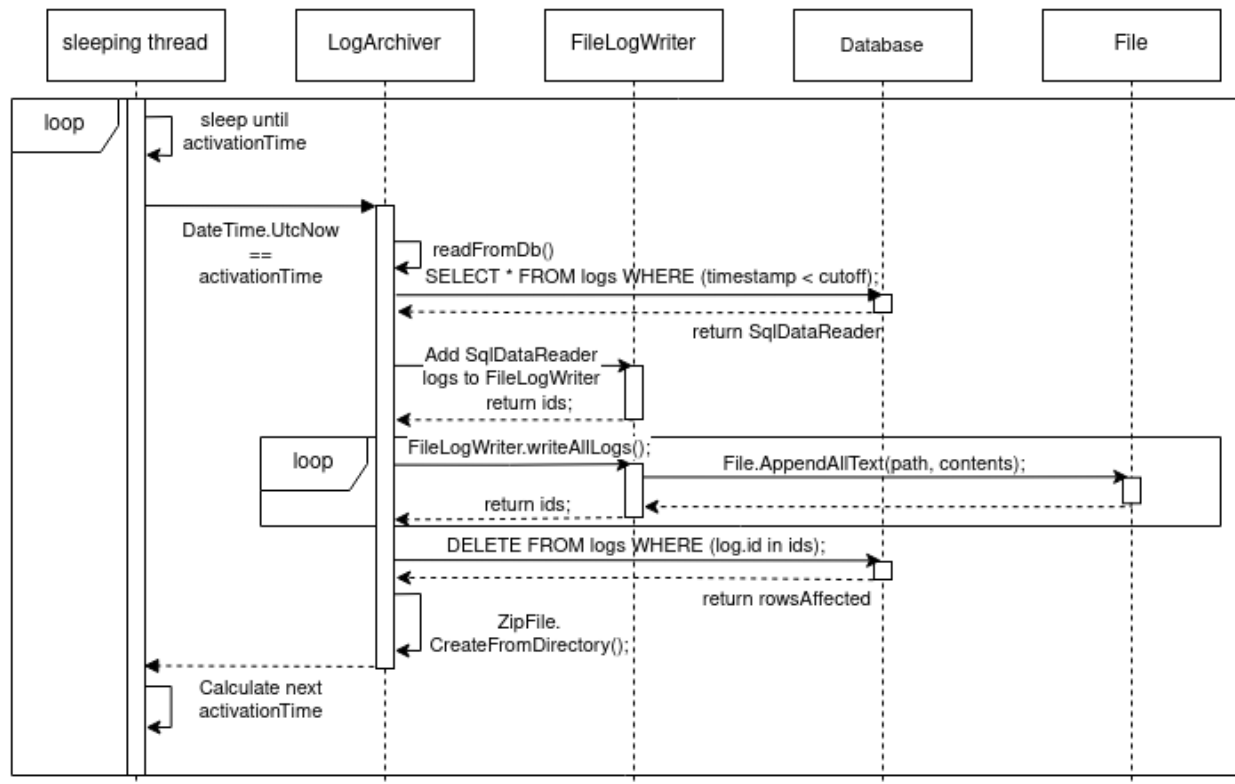 sleeping thread
LogArchiver
FileLogWriter
Database
File
loop
sleep until
activationTime
DateTime.UtcNow
==
activationTime
readFromDb()
SELECT * FROM logs WHERE (timestamp < cutoff);
return SqlDataReader
Add SqlDataReader
logs to FileLogWriter
return ids;
loop
FileLogWriter.writeAllLogs();
File.AppendAllText(path, contents);
return ids;
DELETE FROM logs WHERE (log.id in ids);
return rowsAffected
ZipFile.
CreateFromDirectory();
Calculate next
activationTime